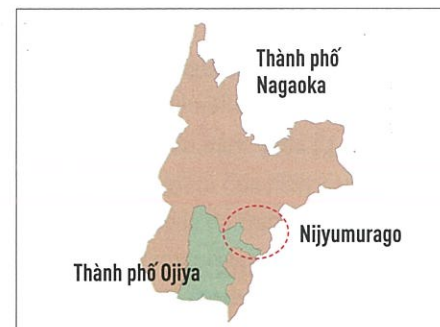 Thành phố
Nagaoka
Nijyumurago
Thành phố Ojiya